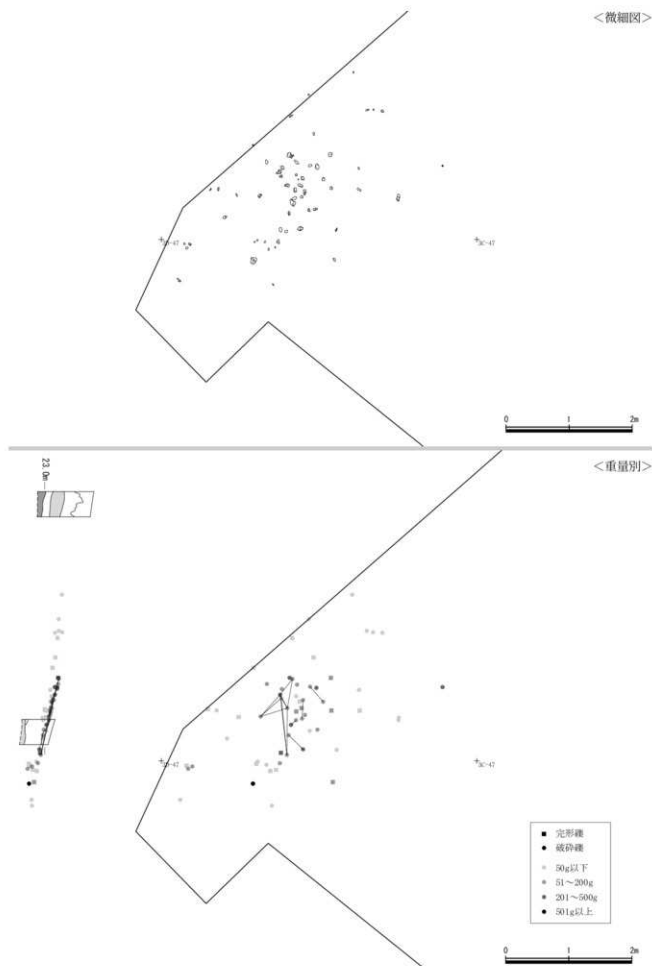 <微細図>
3C-47
0 1 2m
<重量別>
23.0m
3C-47
■ 完形礫
● 破砕礫
50g以下
51～200g
201～500g
501g以上
0 1 2m